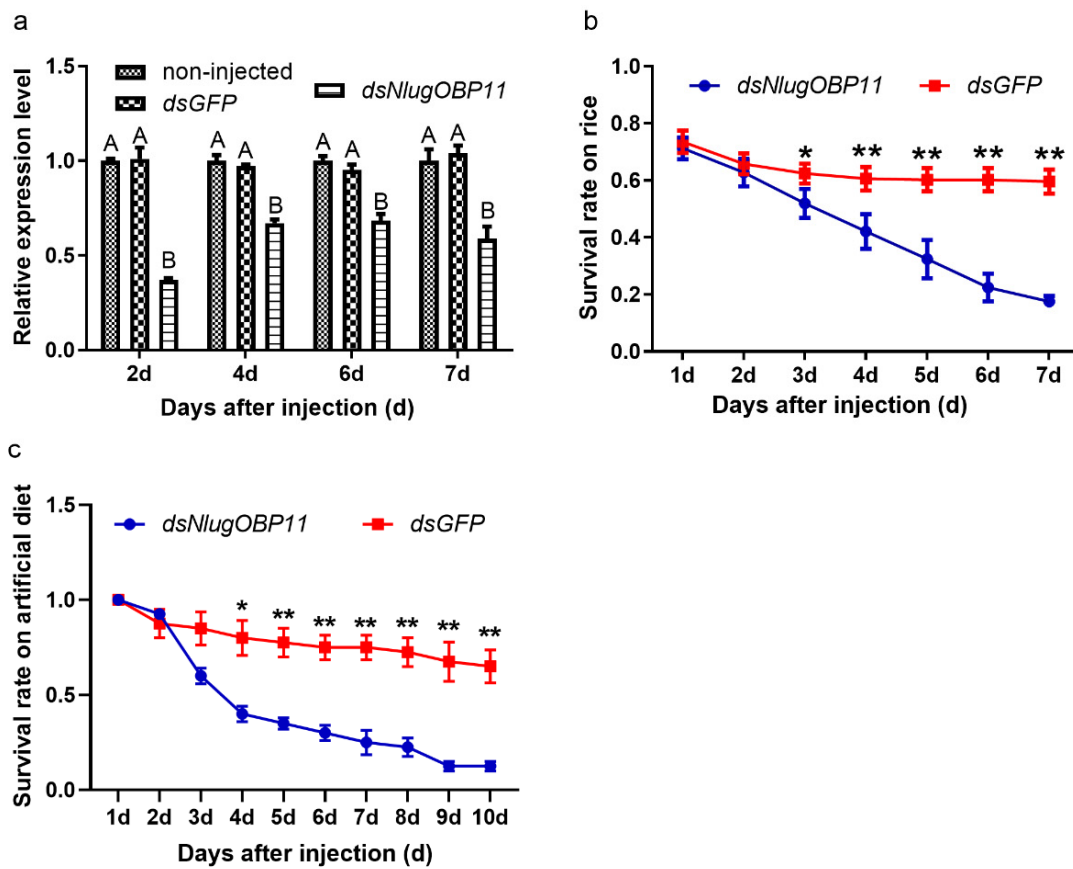 a
Relative expression level
1.5
1.0
0.5
0.0
non-injected
dsGFP
dsNlugOBP11
A A B
A A B
A A B
A A B
2d 4d 6d 7d
Days after injection (d)
b
Survival rate on rice
1.0
0.8
0.6
0.4
0.2
0.0
dsNlugOBP11 dsGFP
* ** ** ** **
1d 2d 3d 4d 5d 6d 7d
Days after injection (d)
c
Survival rate on artificial diet
1.5
1.0
0.5
0.0
dsNlugOBP11 dsGFP
* ** ** ** ** ** **
1d 2d 3d 4d 5d 6d 7d 8d 9d 10d
Days after injection (d)